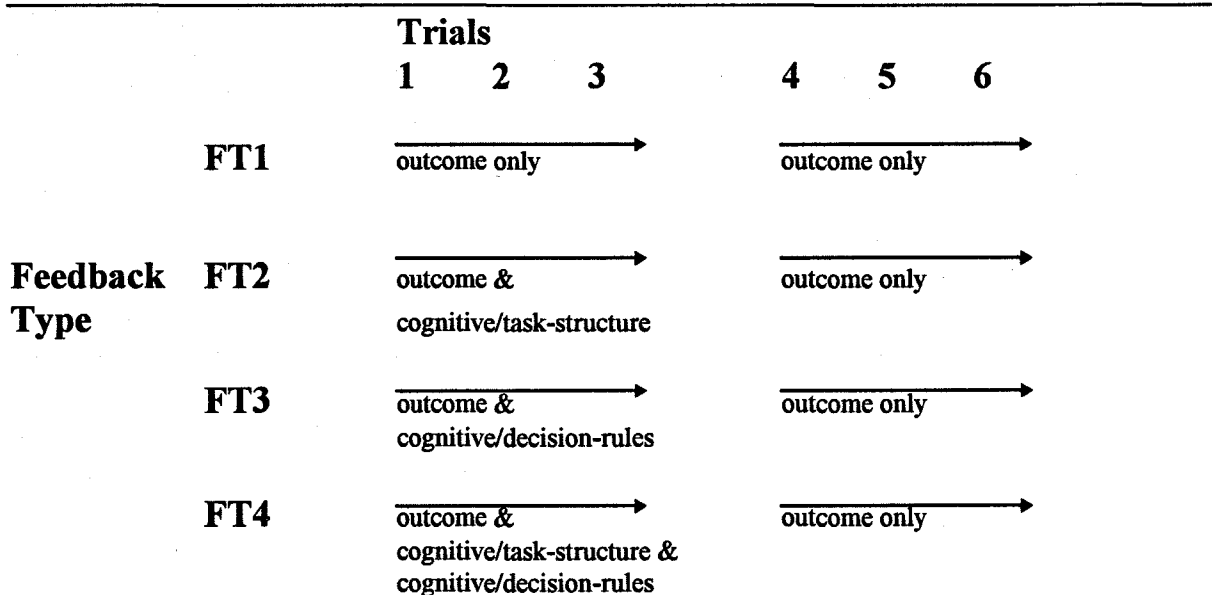 Trials
1 2 3 4 5 6
FT1 outcome only outcome only
Feedback Type FT2 outcome & outcome only
cognitive/task-structure
FT3 outcome & outcome only
cognitive/decision-rules
FT4 outcome & outcome only
cognitive/task-structure &
cognitive/decision-rules